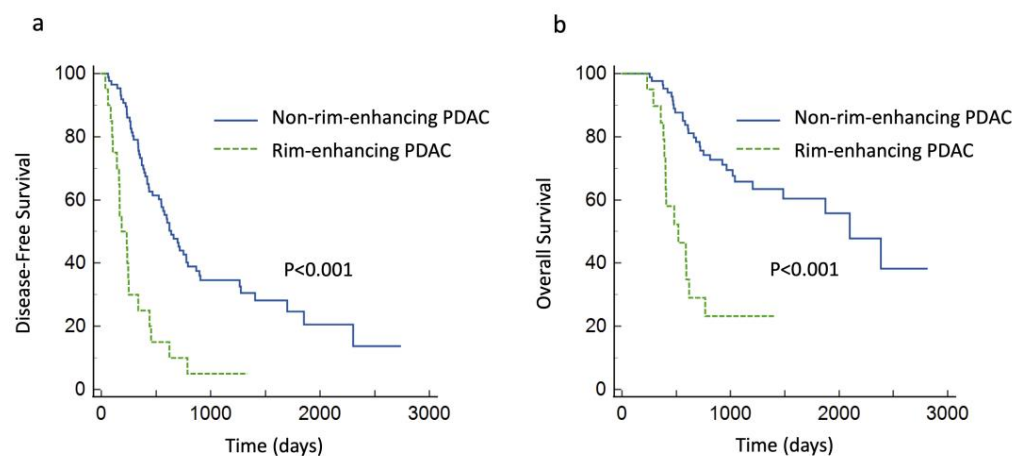 a
100
80
60
40
20
0
0 1000 2000 3000
Disease-Free Survival
Time (days)
Non-rim-enhancing PDAC
Rim-enhancing PDAC
P<0.001
b
100
80
60
40
20
0
0 1000 2000 3000
Overall Survival
Time (days)
Non-rim-enhancing PDAC
Rim-enhancing PDAC
P<0.001